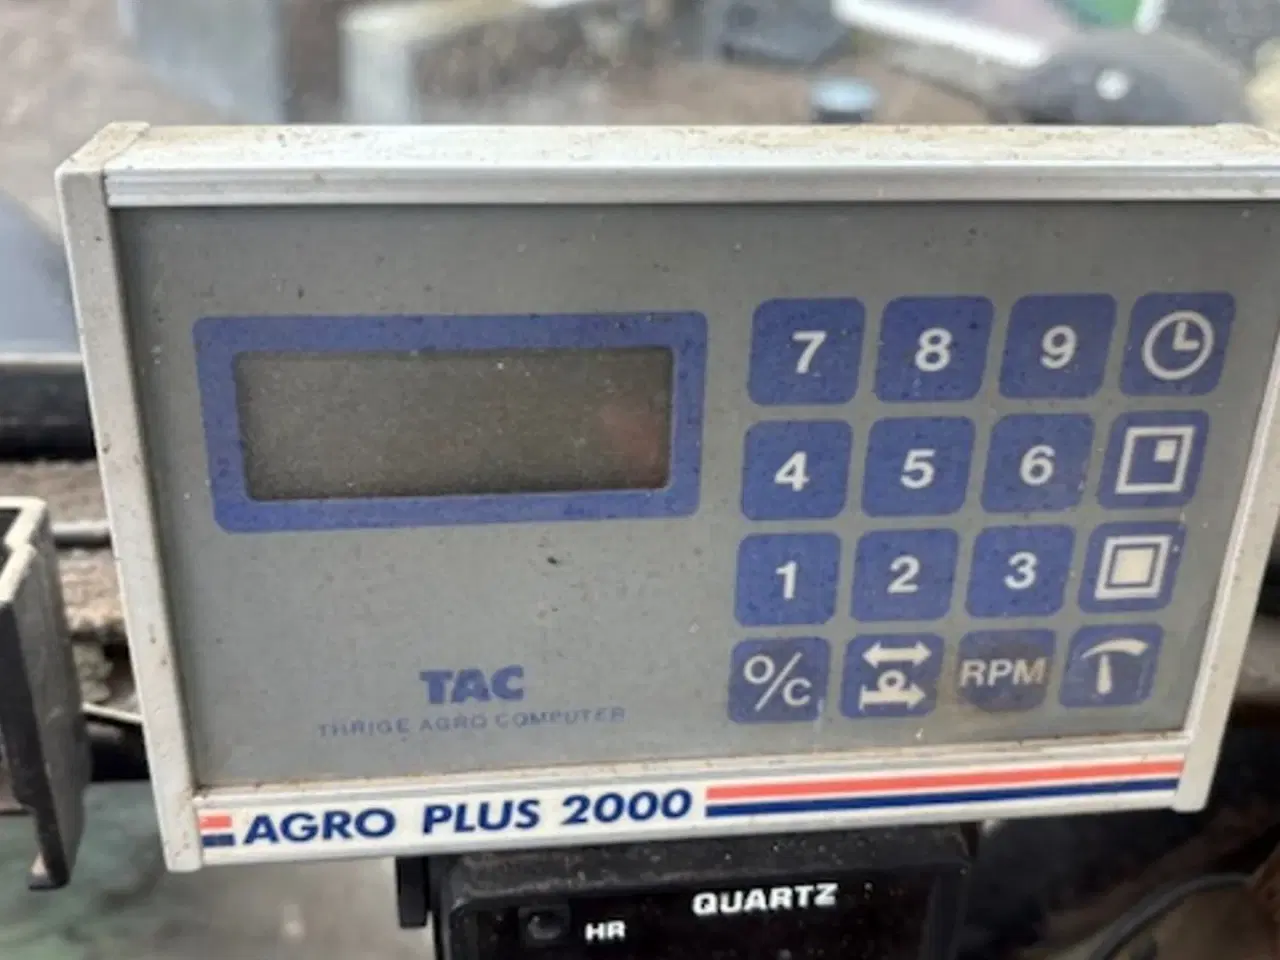 7 8 9
4 5 6
1 2 3
0/C RPM
TAC
THRIGE AGRO COMPUTER
AGRO PLUS 2000
QUARTZ
HR